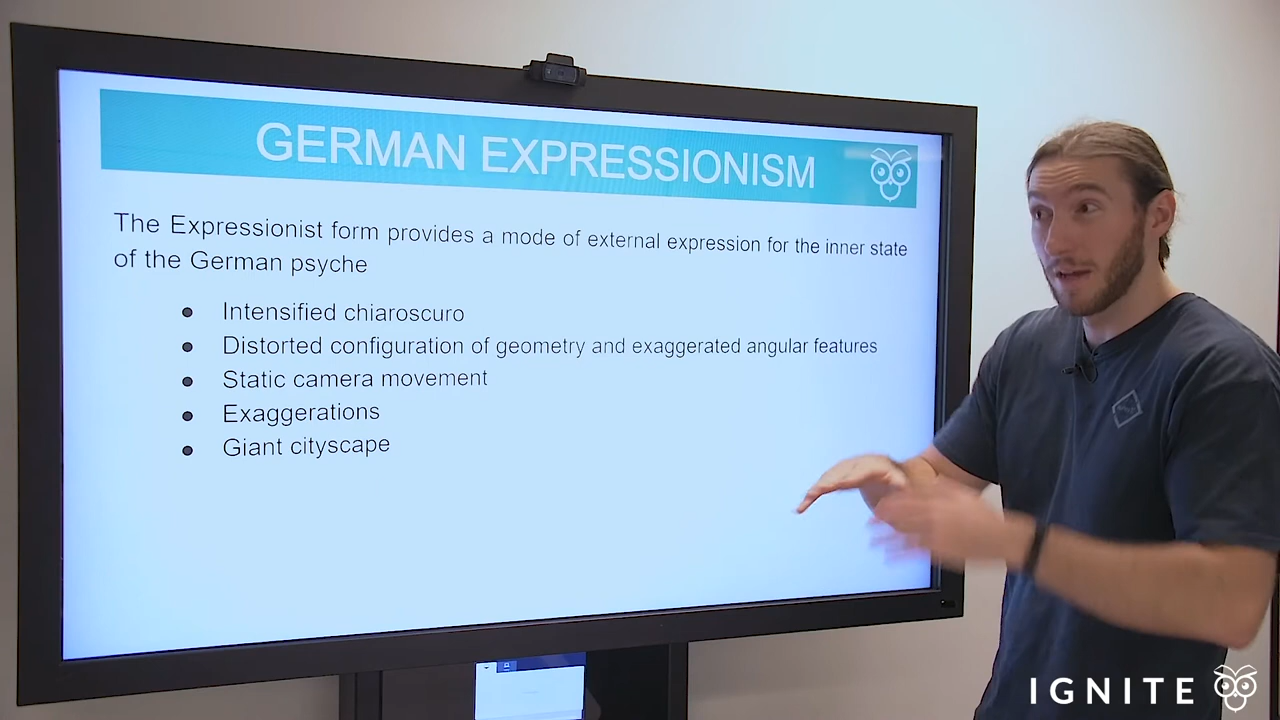 GERMAN EXPRESSIONISM
The Expressionist form provides a mode of external expression for the inner state
of the German psyche
● Intensified chiaroscuro
● Distorted configuration of geometry and exaggerated angular features
● Static camera movement
● Exaggerations
● Giant cityscape
IGNITE